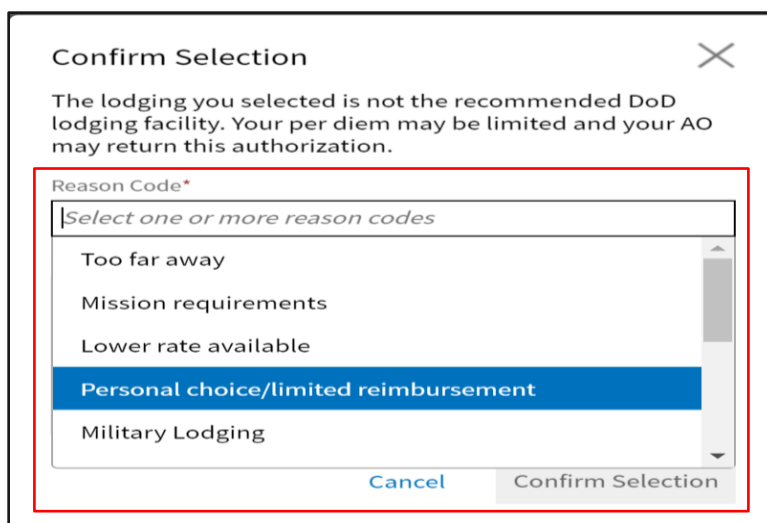 Confirm Selection
The lodging you selected is not the recommended DoD
lodging facility. Your per diem may be limited and your AO
may return this authorization.
Reason Code*
Select one or more reason codes
Too far away
Mission requirements
Lower rate available
Personal choice/limited reimbursement
Military Lodging
Cancel Confirm Selection